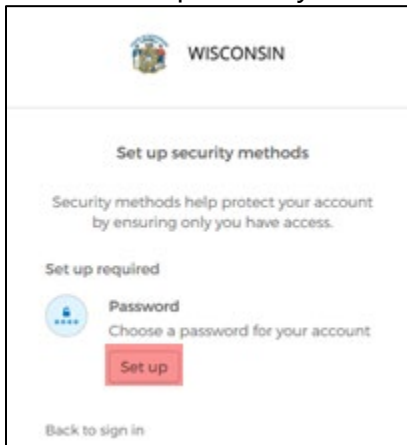 WISCONSIN
Set up security methods
Security methods help protect your account
by ensuring only you have access.
Set up required
Password
Choose a password for your account
Set up
Back to sign in